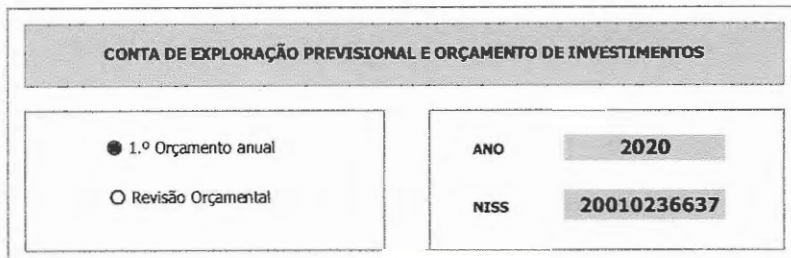 CONTA DE EXPLORAÇÃO PREVISIONAL E ORÇAMENTO DE INVESTIMENTOS
1.º Orçamento anual
Revisão Orçamental
ANO 2020
NISS 20010236637